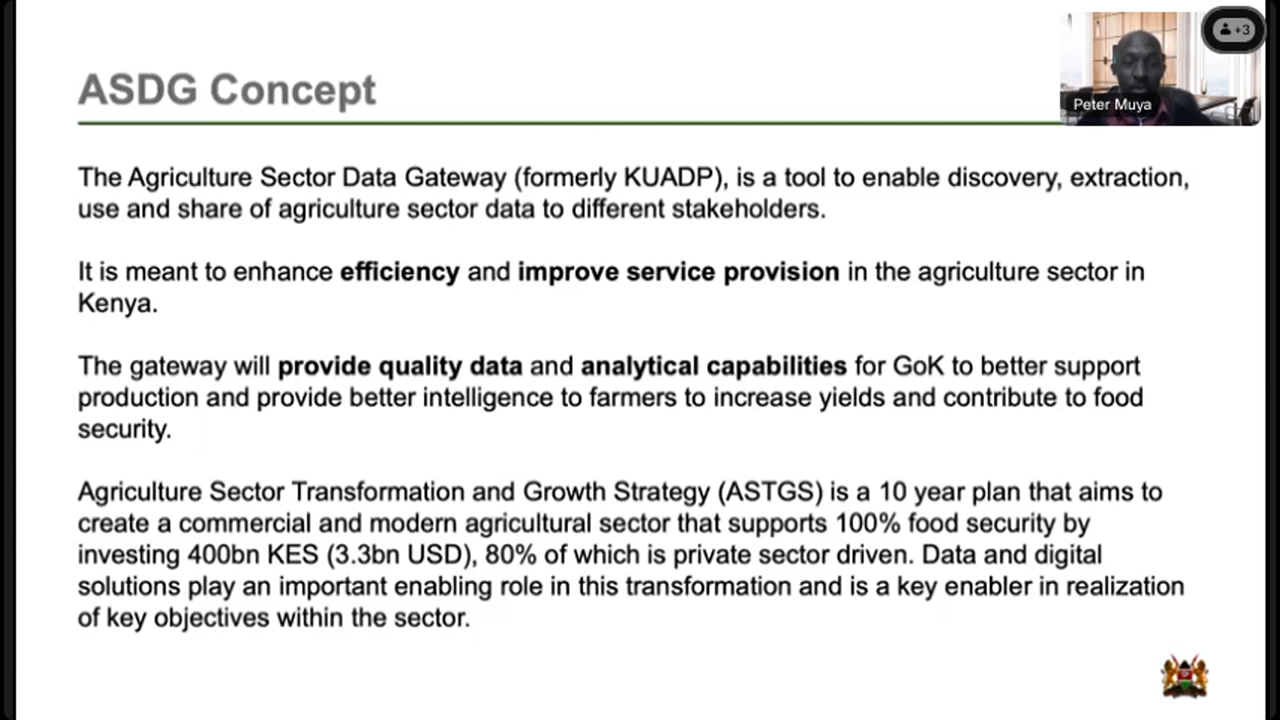 ASDG Concept
+3
Peter Muya
The Agriculture Sector Data Gateway (formerly KUADP), is a tool to enable discovery, extraction,
use and share of agriculture sector data to different stakeholders.
It is meant to enhance efficiency and improve service provision in the agriculture sector in
Kenya.
The gateway will provide quality data and analytical capabilities for GoK to better support
production and provide better intelligence to farmers to increase yields and contribute to food
security.
Agriculture Sector Transformation and Growth Strategy (ASTGS) is a 10 year plan that aims to
create a commercial and modern agricultural sector that supports 100% food security by
investing 400bn KES (3.3bn USD), 80% of which is private sector driven. Data and digital
solutions play an important enabling role in this transformation and is a key enabler in realization
of key objectives within the sector.